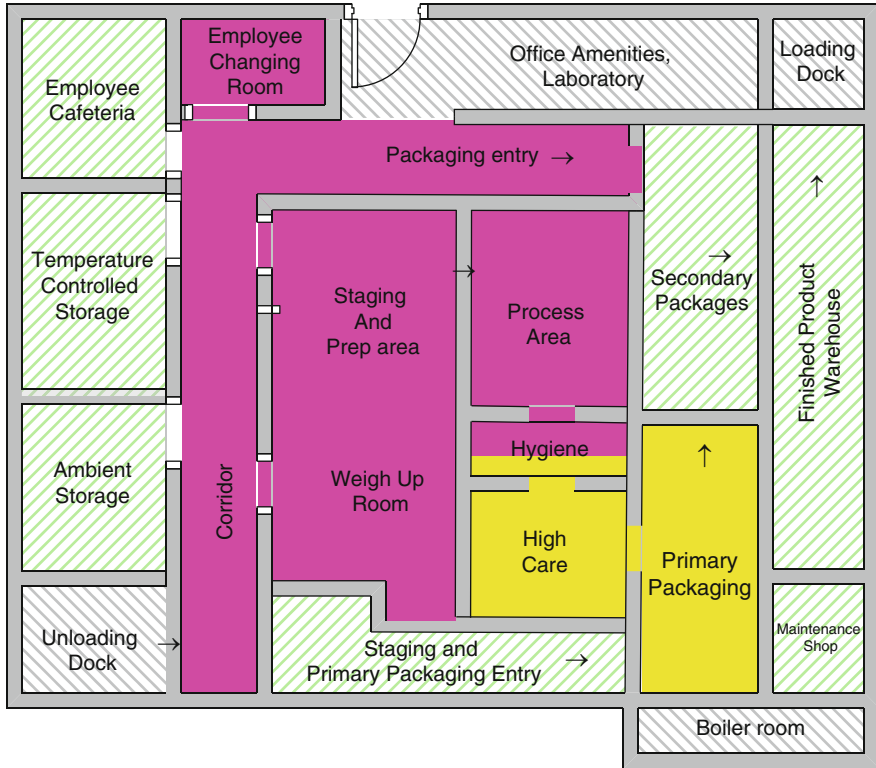 Employee
Changing
Room
Office Amenities,
Laboratory
Loading
Dock
Employee
Cafeteria
Packaging entry →
↑
Temperature
Controlled
Storage
Staging
And
Prep area
→
Process
Area
→
Secondary
Packages
Finished Product
Warehouse
Ambient
Storage
Corridor
Weigh Up
Room
Hygiene
↑
High
Care
Primary
Packaging
Unloading
Dock
→
Staging and
Primary Packaging Entry
→
Maintenance
Shop
Boiler room